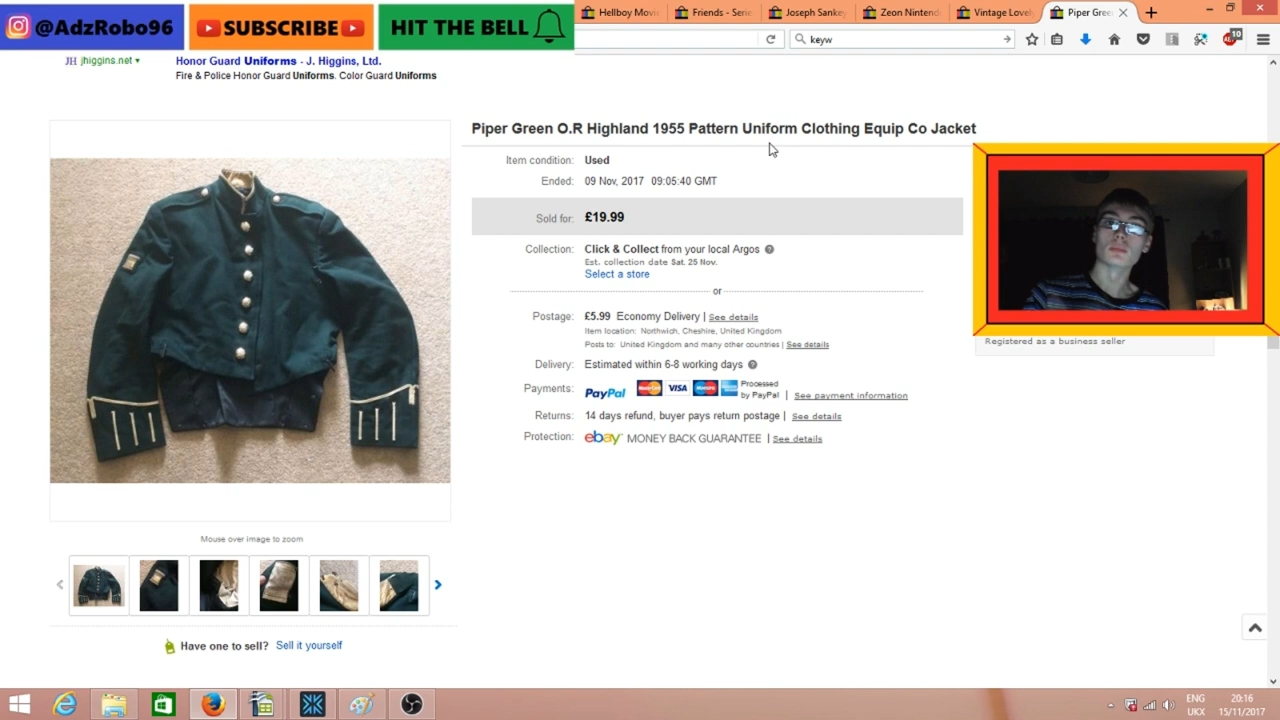 @AdzRobo96
SUBSCRIBE
HIT THE BELL
Hellboy Movi
Friends - Serie
Joseph Sankey
Zeon Nintend
Vintage Lovely
Piper Gree
keyw
10
JH jhiggins.net
Honor Guard Uniforms - J. Higgins, Ltd.
Fire & Police Honor Guard Uniforms. Color Guard Uniforms
Piper Green O.R Highland 1955 Pattern Uniform Clothing Equip Co Jacket
Item condition: Used
Ended: 09 Nov, 2017 09:05:40 GMT
Sold for: £19.99
Collection: Click & Collect from your local Argos
Est. collection date Sat. 25 Nov.
Select a store
or
Postage: £5.99 Economy Delivery | See details
Item location: Northwich, Cheshire, United Kingdom
Posts to: United Kingdom and many other countries | See details
Delivery: Estimated within 6-8 working days
Payments: PayPal MasterCard VISA Maestro Processed by PayPal | See payment information
Returns: 14 days refund, buyer pays return postage | See details
Protection: ebay MONEY BACK GUARANTEE | See details
Registered as a business seller
Mouse over image to zoom
Have one to sell? Sell it yourself
ENG
UKX
20:16
15/11/2017